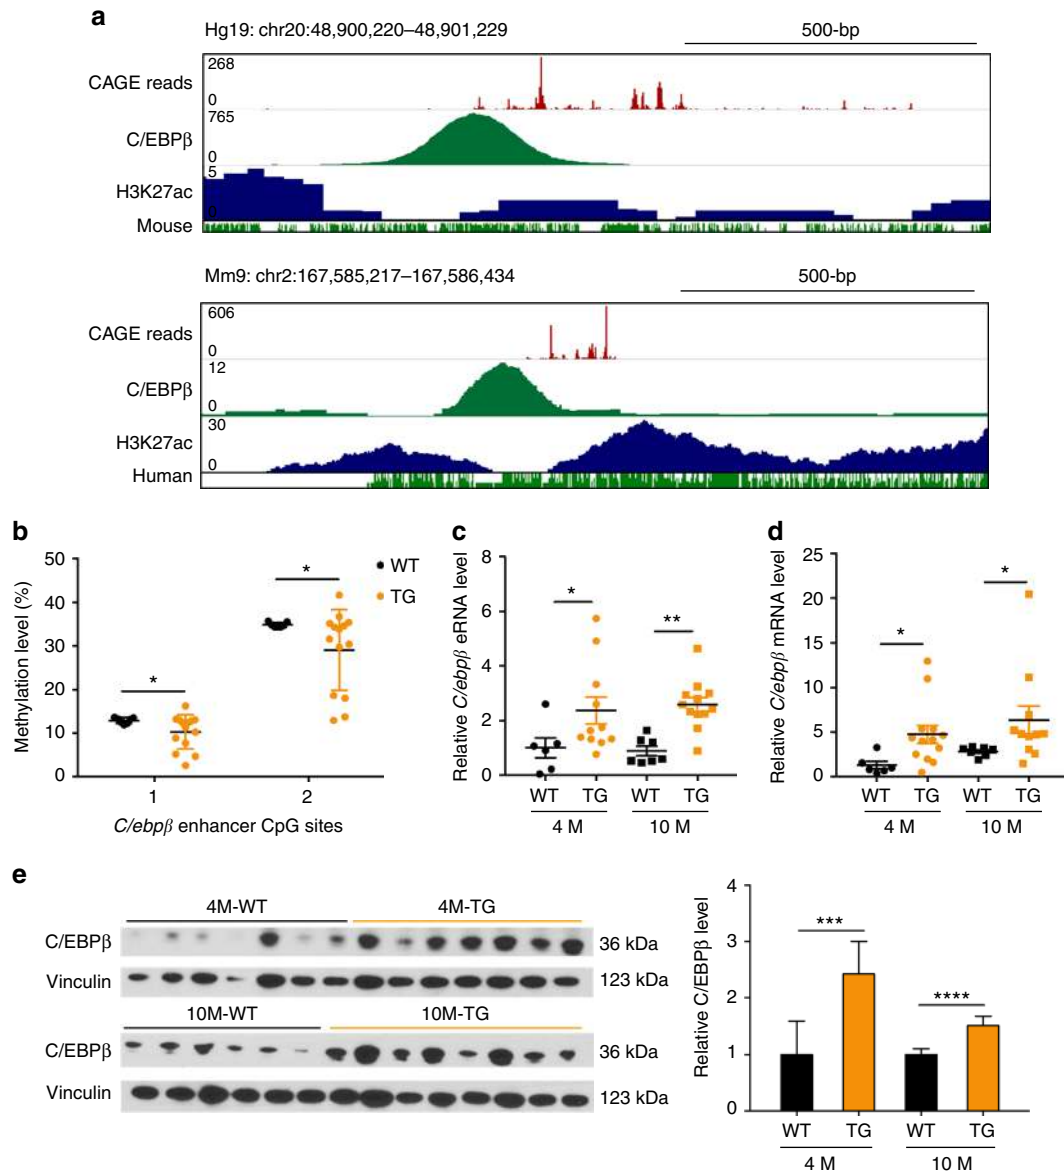 a
Hg19: chr20:48,900,220–48,901,229
500-bp
CAGE reads
268
0
C/EBPβ
765
0
H3K27ac
5
0
Mouse
Mm9: chr2:167,585,217–167,586,434
500-bp
CAGE reads
606
0
C/EBPβ
12
0
H3K27ac
30
0
Human
b
Methylation level (%)
50
40
30
20
10
0
*
*
WT
TG
1
2
C/ebpβ enhancer CpG sites
c
Relative C/ebpβ eRNA level
8
6
4
2
0
*
**
WT TG WT TG
4 M 10 M
d
Relative C/ebpβ mRNA level
25
20
15
10
5
0
*
*
WT TG WT TG
4 M 10 M
e
4M-WT 4M-TG
C/EBPβ 36 kDa
Vinculin 123 kDa
10M-WT 10M-TG
C/EBPβ 36 kDa
Vinculin 123 kDa
Relative C/EBPβ level
4
3
2
1
0
***
****
WT TG WT TG
4 M 10 M